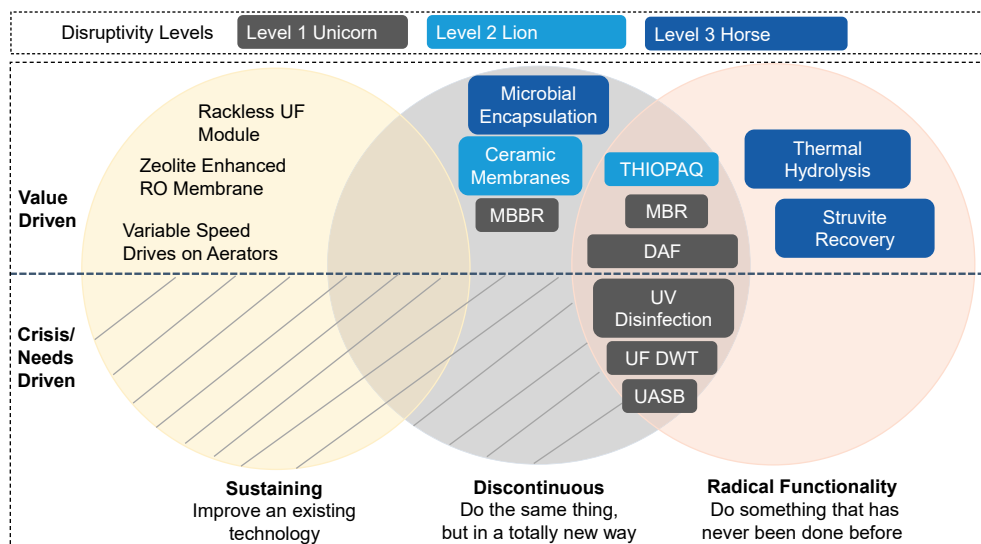 Disruptivity Levels
Level 1 Unicorn
Level 2 Lion
Level 3 Horse
Value
Driven
Crisis/
Needs
Driven
Rackless UF
Module
Zeolite Enhanced
RO Membrane
Variable Speed
Drives on Aerators
Microbial
Encapsulation
Ceramic
Membranes
MBBR
THIOPAQ
MBR
DAF
UV
Disinfection
UF DWT
UASB
Thermal
Hydrolysis
Struvite
Recovery
Sustaining
Improve an existing
technology
Discontinuous
Do the same thing,
but in a totally new way
Radical Functionality
Do something that has
never been done before